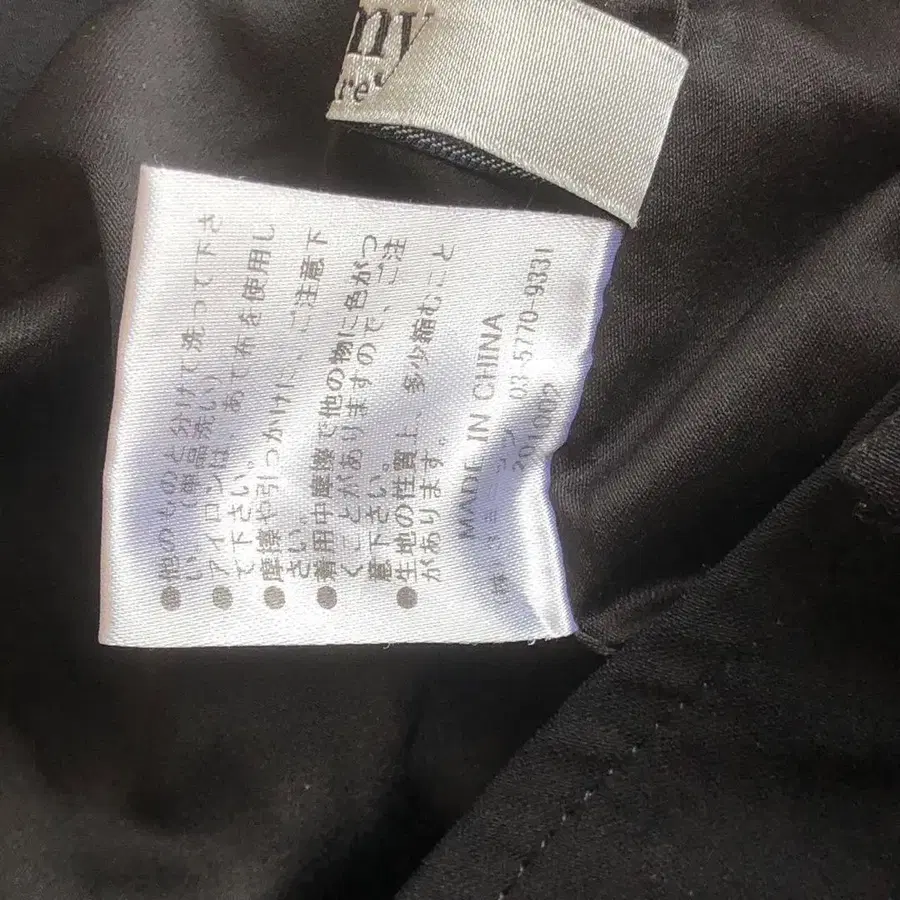 my
re
●他のものと分けて洗って下さ
い。(単品洗い)
●アイロンは、あて布を使用し
て下さい。
●摩擦や引っかけに、ご注意下
さい。
●着用中摩擦で他の物に色がつ
くことがありますので、ご注
意下さい。
●生地の性質上、多少縮むこと
があります。
MADE IN CHINA
03-5770-9331
201002